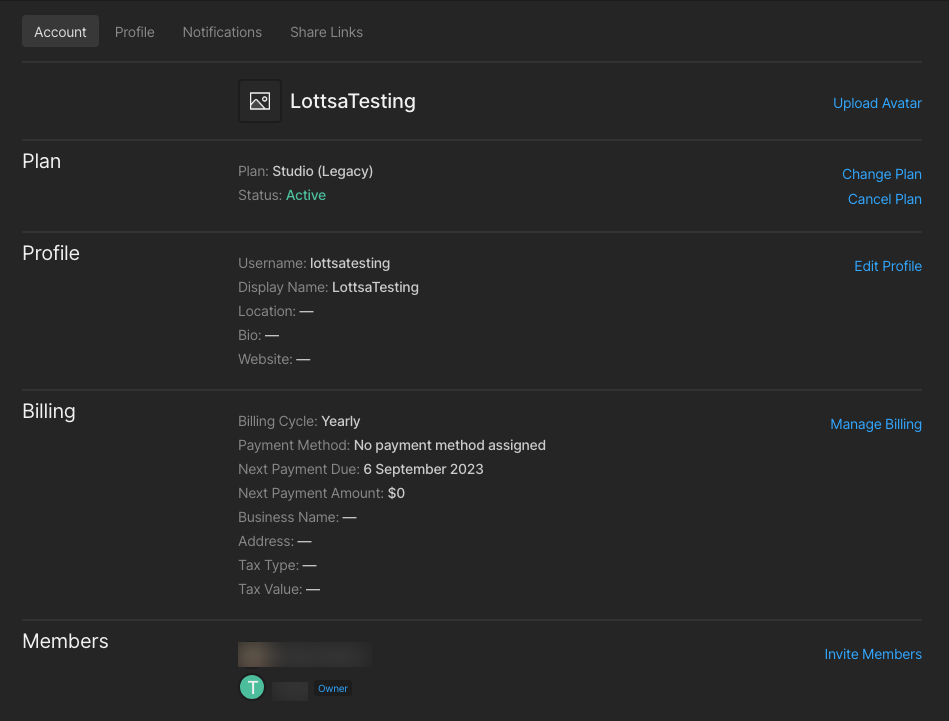 Account Profile Notifications Share Links
LottsaTesting
Upload Avatar
Plan
Plan: Studio (Legacy)
Status: Active
Change Plan
Cancel Plan
Profile
Username: lottsatesting
Display Name: LottsaTesting
Location: —
Bio: —
Website: —
Edit Profile
Billing
Billing Cycle: Yearly
Payment Method: No payment method assigned
Next Payment Due: 6 September 2023
Next Payment Amount: $0
Business Name: —
Address: —
Tax Type: —
Tax Value: —
Manage Billing
Members
T Owner
Invite Members